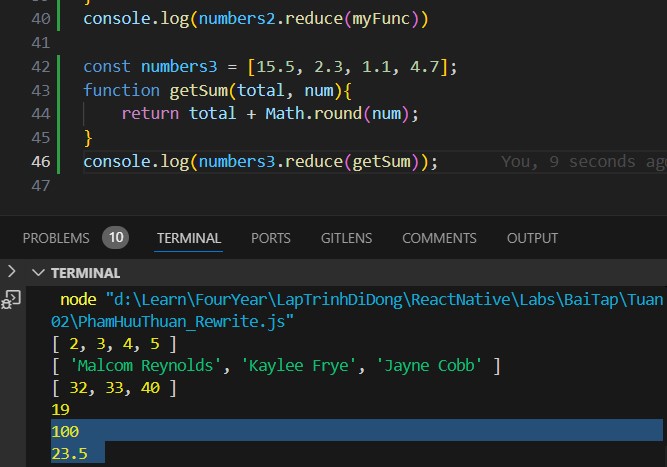 40 console.log(numbers2.reduce(myFunc))
41
42 const numbers3 = [15.5, 2.3, 1.1, 4.7];
43 function getSum(total, num){
44 return total + Math.round(num);
45 }
46 console.log(numbers3.reduce(getSum)); You, 9 seconds ag
47
PROBLEMS 10 TERMINAL PORTS GITLENS COMMENTS OUTPUT
TERMINAL
node "d:\Learn\FourYear\LapTrinhDiDong\ReactNative\Labs\BaiTap\Tuan
02\PhamHuuThuan_Rewrite.js"
[ 2, 3, 4, 5 ]
[ 'Malcom Reynolds', 'Kaylee Frye', 'Jayne Cobb' ]
[ 32, 33, 40 ]
19
100
23.5